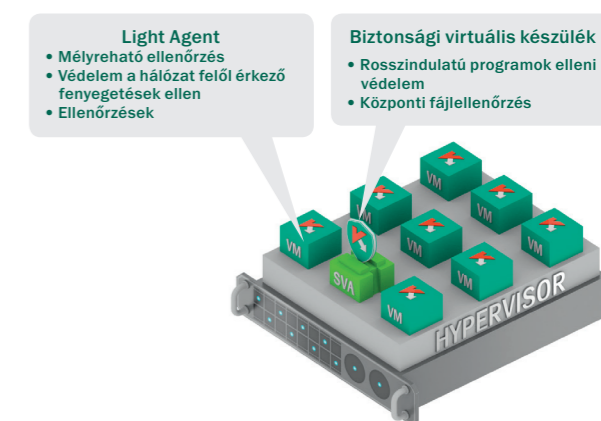 Light Agent
• Mélyreható ellenőrzés
• Védelem a hálózat felől érkező
fenyegetések ellen
• Ellenőrzések
Biztonsági virtuális készülék
• Rosszindulatú programok elleni
védelem
• Központi fájlellenőrzés
VM
VM
VM
VM
VM
VM
SVA
VM
VM
HYPERVISOR